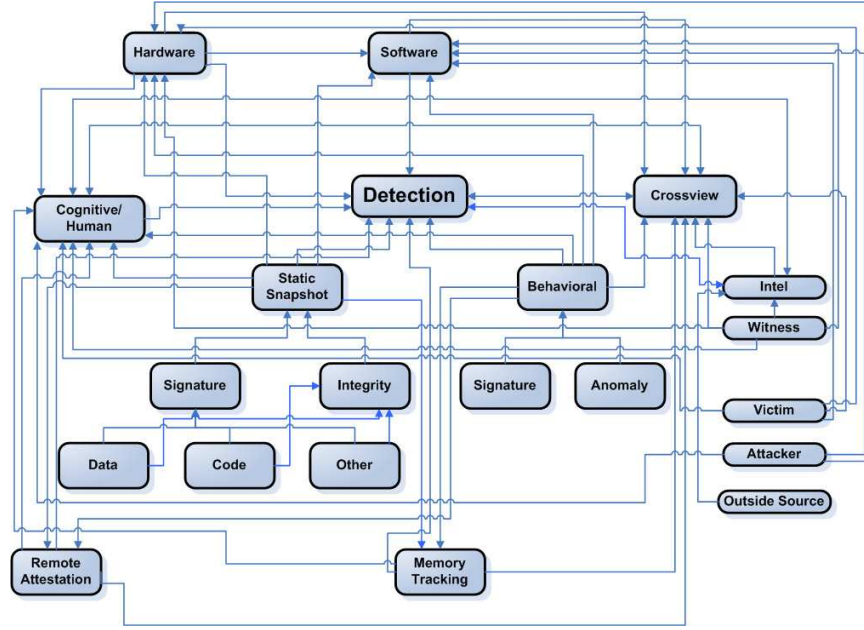 Hardware
Software
Detection
Crossview
Cognitive/
Human
Static
Snapshot
Behavioral
Intel
Witness
Signature
Integrity
Signature
Anomaly
Victim
Data
Code
Other
Attacker
Outside Source
Remote
Attestation
Memory
Tracking